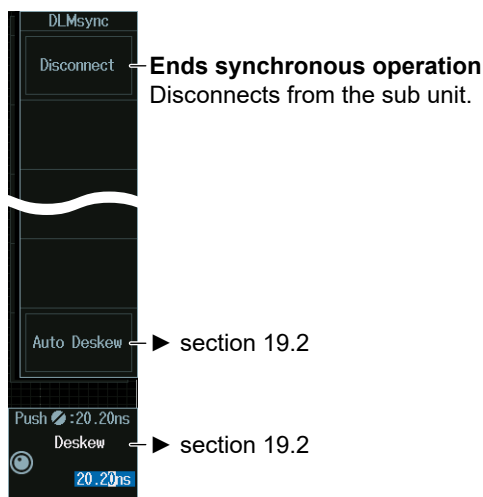 DLMsync
Disconnect
Ends synchronous operation
Disconnects from the sub unit.
Auto Deskew
► section 19.2
Push :20.20ns
Deskew
► section 19.2
20.20ns